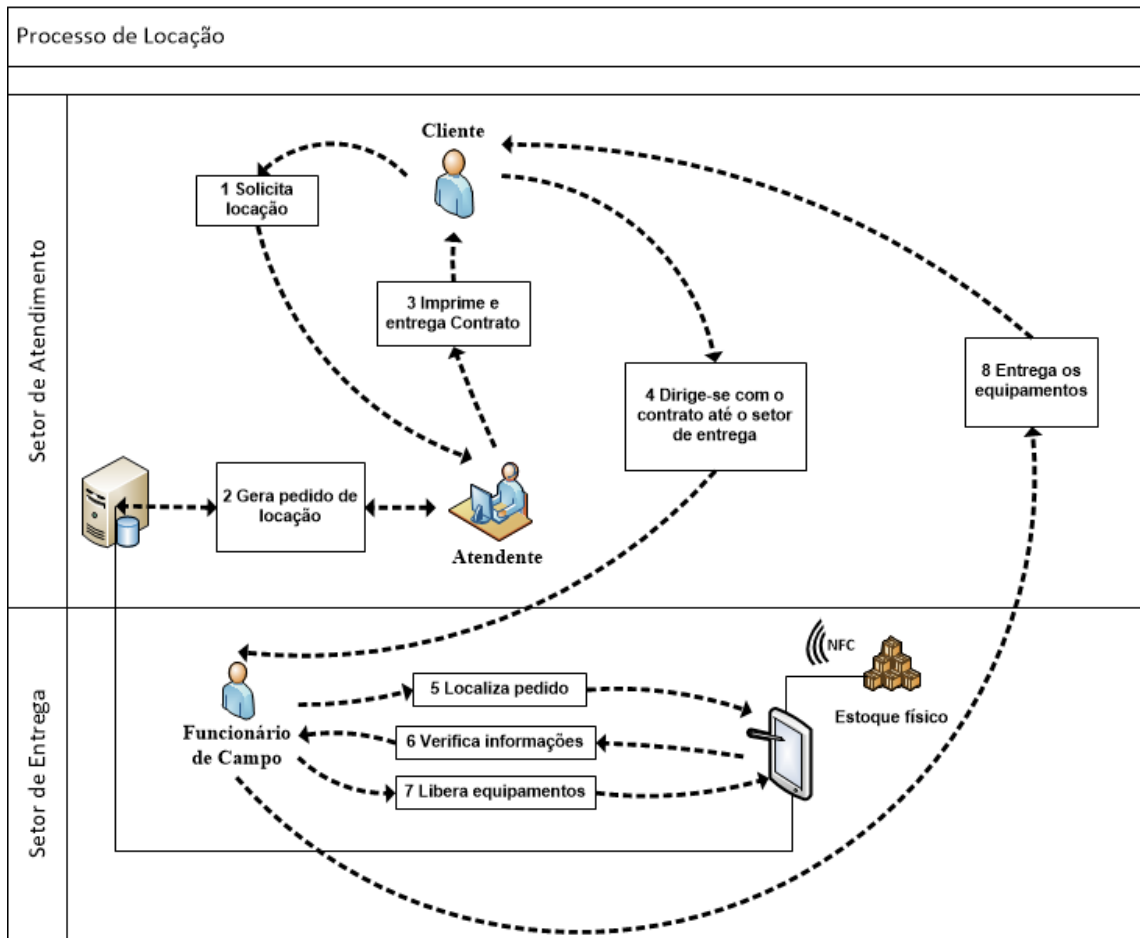 Processo de Locação
Setor de Atendimento
Cliente
1 Solicita
locação
3 Imprime e
entrega Contrato
4 Dirige-se com o
contrato até o setor
de entrega
8 Entrega os
equipamentos
2 Gera pedido de
locação
Atendente
Setor de Entrega
NFC
Estoque físico
Funcionário
de Campo
5 Localiza pedido
6 Verifica informações
7 Libera equipamentos